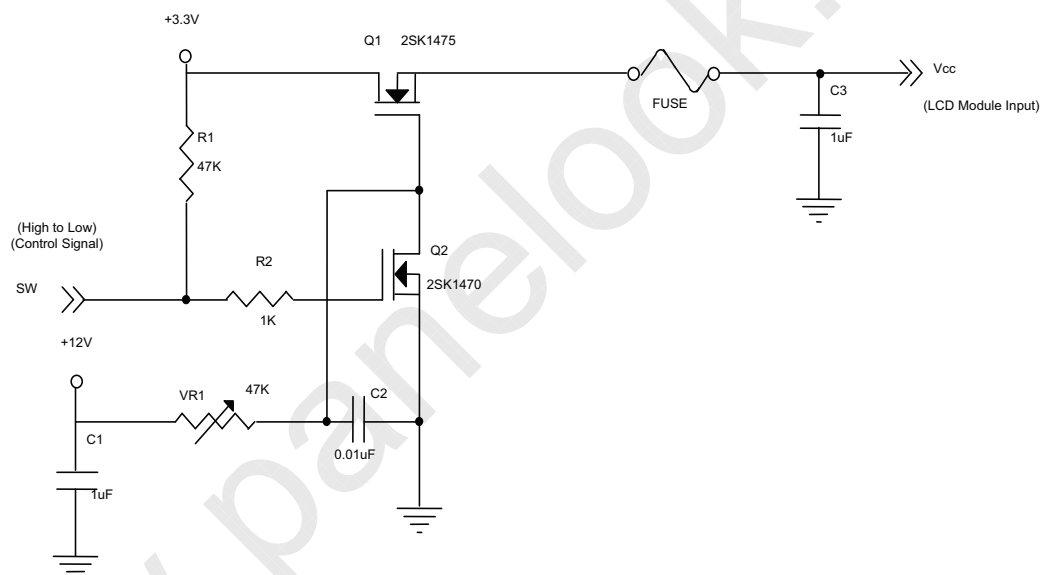 +3.3V
Q1 2SK1475
Vcc
FUSE
C3
(LCD Module Input)
1uF
R1
47K
(High to Low)
(Control Signal)
Q2
R2
2SK1470
SW
1K
+12V
VR1
47K
C2
C1
0.01uF
1uF
panelook.